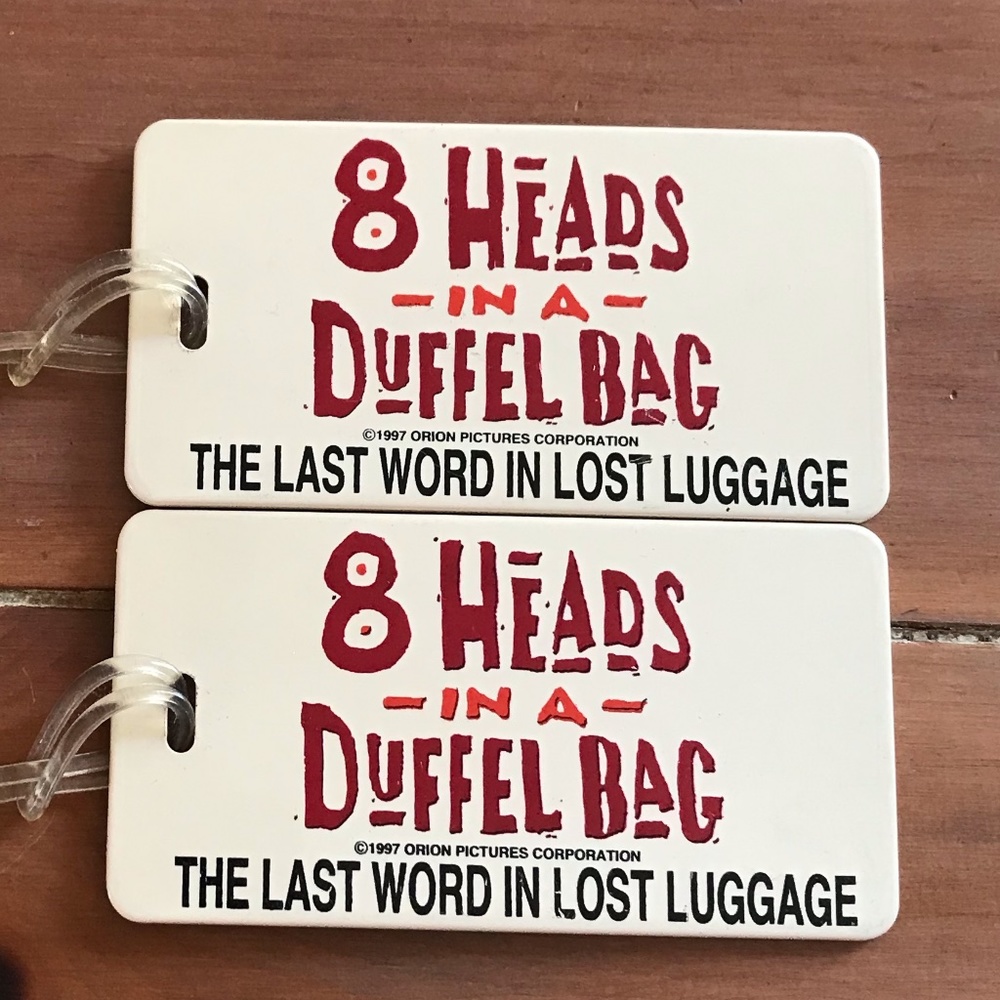 8 HEADS
- IN A -
DUFFEL BAG
©1997 ORION PICTURES CORPORATION
THE LAST WORD IN LOST LUGGAGE
8 HEADS
- IN A -
DUFFEL BAG
©1997 ORION PICTURES CORPORATION
THE LAST WORD IN LOST LUGGAGE